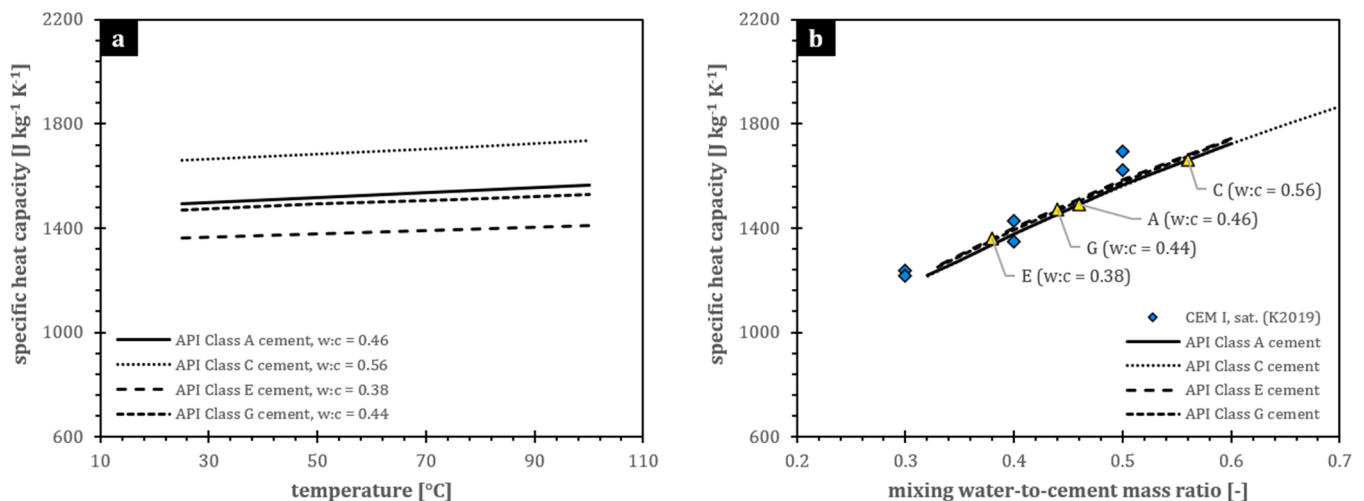 a
2200
1800
1400
1000
600
specific heat capacity [J kg⁻¹ K⁻¹]
API Class A cement, w:c = 0.46
API Class C cement, w:c = 0.56
API Class E cement, w:c = 0.38
API Class G cement, w:c = 0.44
10 30 50 70 90 110
temperature [°C]
b
2200
1800
1400
1000
600
specific heat capacity [J kg⁻¹ K⁻¹]
C (w:c = 0.56)
A (w:c = 0.46)
G (w:c = 0.44)
E (w:c = 0.38)
CEM I, sat. (K2019)
API Class A cement
API Class C cement
API Class E cement
API Class G cement
0.2 0.3 0.4 0.5 0.6 0.7
mixing water-to-cement mass ratio [-]